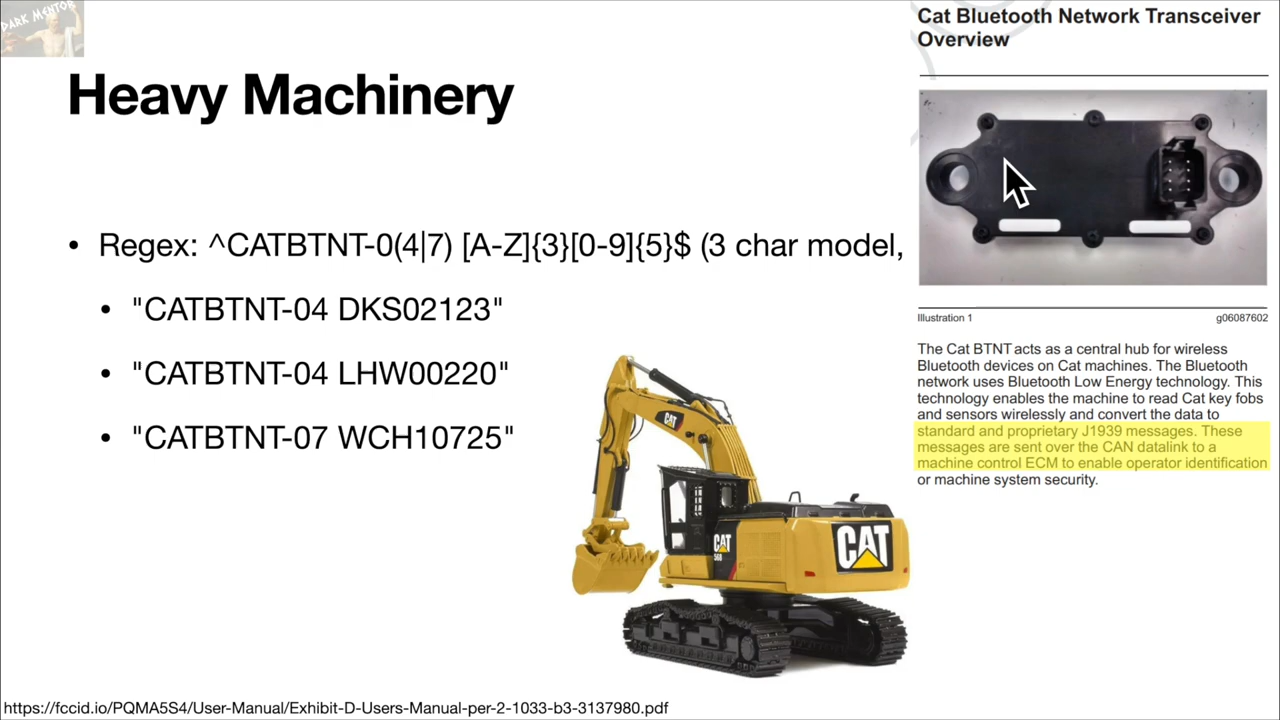 DARK MENTOR
Heavy Machinery
• Regex: ^CATBTNT-0(4|7) [A-Z]{3}[0-9]{5}$ (3 char model,
• "CATBTNT-04 DKS02123"
• "CATBTNT-04 LHW00220"
• "CATBTNT-07 WCH10725"
CAT
CAT
568
CAT
https://fccid.io/PQMA5S4/User-Manual/Exhibit-D-Users-Manual-per-2-1033-b3-3137980.pdf
Cat Bluetooth Network Transceiver
Overview
Illustration 1 g06087602
The Cat BTNT acts as a central hub for wireless
Bluetooth devices on Cat machines. The Bluetooth
network uses Bluetooth Low Energy technology. This
technology enables the machine to read Cat key fobs
and sensors wirelessly and convert the data to
standard and proprietary J1939 messages. These
messages are sent over the CAN datalink to a
machine control ECM to enable operator identification
or machine system security.